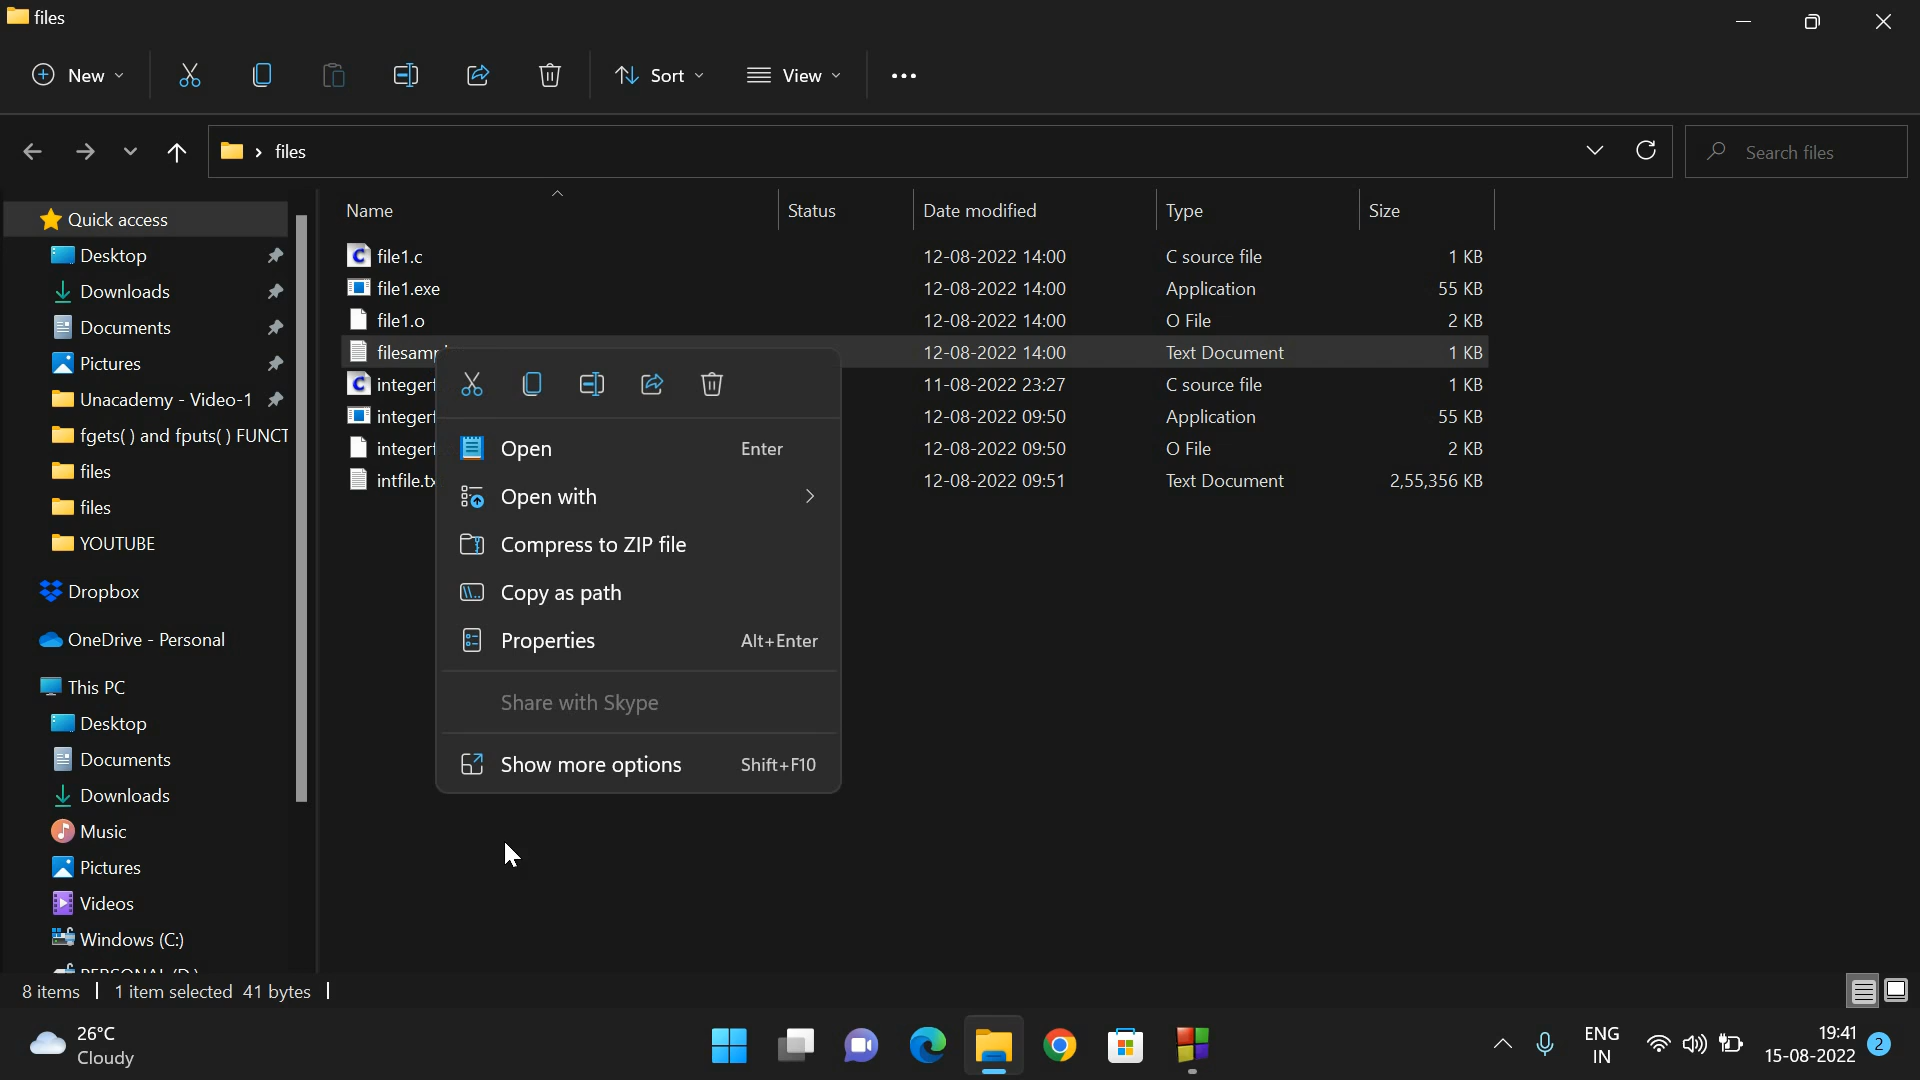 files
New
Sort
View
files
Search files
Name Status Date modified Type Size
file1.c 12-08-2022 14:00 C source file 1 KB
file1.exe 12-08-2022 14:00 Application 55 KB
file1.o 12-08-2022 14:00 O File 2 KB
12-08-2022 14:00 Text Document 1 KB
11-08-2022 23:27 C source file 1 KB
12-08-2022 09:50 Application 55 KB
12-08-2022 09:50 O File 2 KB
12-08-2022 09:51 Text Document 2,55,356 KB
Open Enter
Open with
Compress to ZIP file
Copy as path
Properties Alt+Enter
Share with Skype
Show more options Shift+F10
Quick access
Desktop
Downloads
Documents
Pictures
Unacademy - Video-1
fgets( ) and fputs( ) FUNCT
files
files
YOUTUBE
Dropbox
OneDrive - Personal
This PC
Desktop
Documents
Downloads
Music
Pictures
Videos
Windows (C:)
8 items 1 item selected 41 bytes
26°C
Cloudy
ENG
IN
19:41
15-08-2022
2